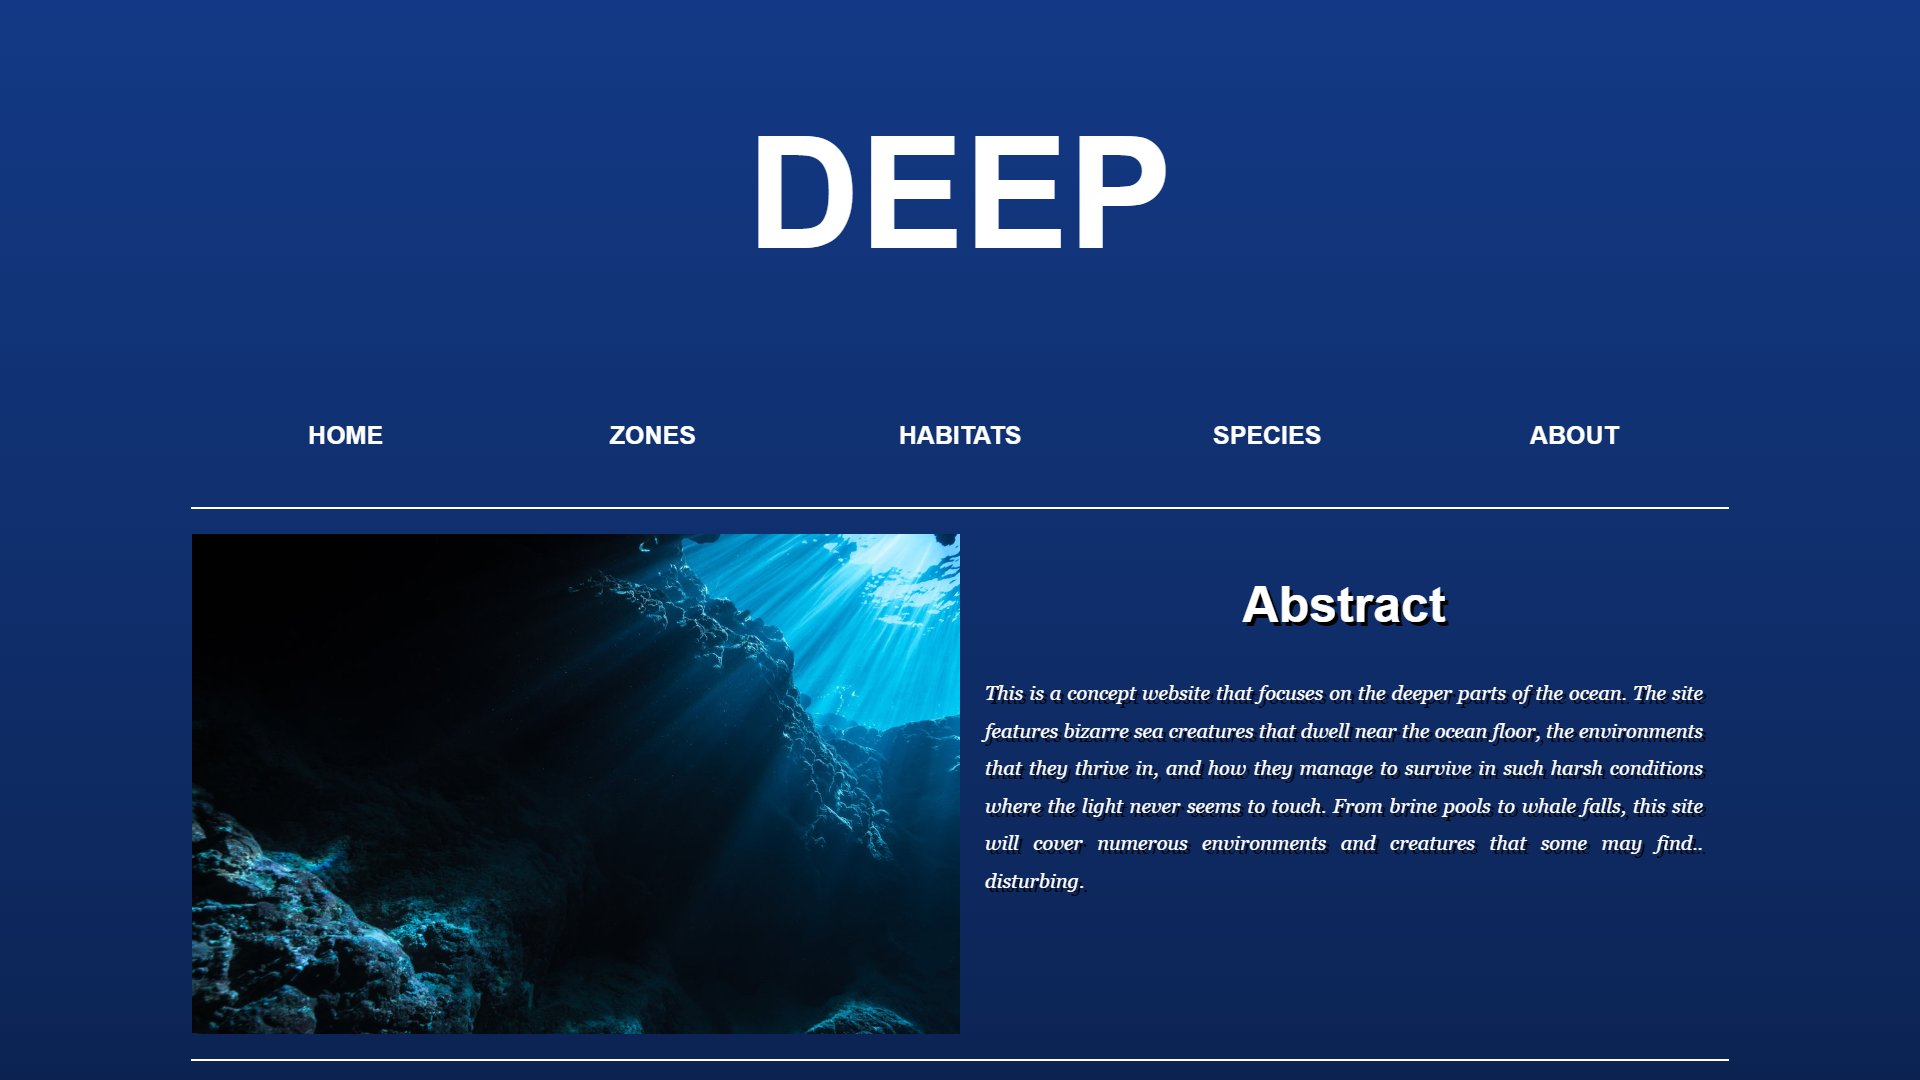 DEEP
HOME ZONES HABITATS SPECIES ABOUT
Abstract
This is a concept website that focuses on the deeper parts of the ocean. The site
features bizarre sea creatures that dwell near the ocean floor, the environments
that they thrive in, and how they manage to survive in such harsh conditions
where the light never seems to touch. From brine pools to whale falls, this site
will cover numerous environments and creatures that some may find..
disturbing.